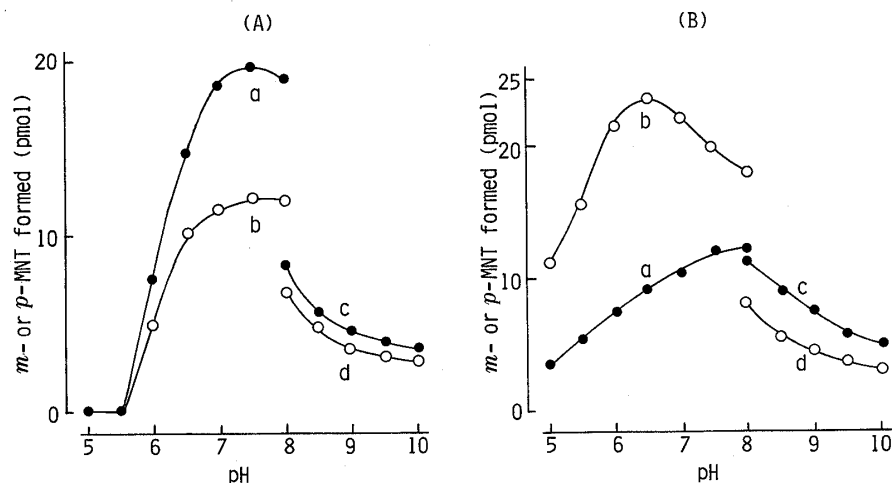 (A)
m- or p-MNT formed (pmol)
20
10
0
a
b
c
d
5 6 7 8 9 10
pH
(B)
m- or p-MNT formed (pmol)
25
20
10
0
b
a
c
d
5 6 7 8 9 10
pH